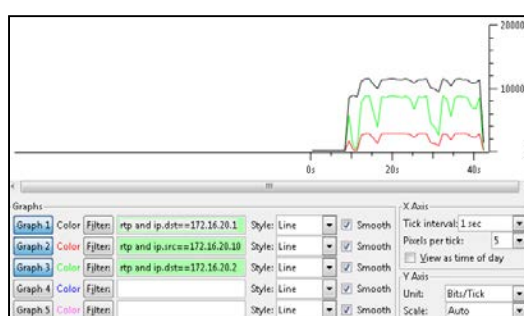 20000
10000
0s 20s 40s
Graphs
Graph 1 Color Filter: rtp and ip.dst==172.16.20.1 Style: Line Smooth
Graph 2 Color Filter: rtp and ip.src==172.16.20.10 Style: Line Smooth
Graph 3 Color Filter: rtp and ip.dst==172.16.20.2 Style: Line Smooth
Graph 4 Color Filter: Style: Line Smooth
Graph 5 Color Filter: Style: Line Smooth
X Axis
Tick interval: 1 sec
Pixels per tick: 5
View as time of day
Y Axis
Unit: Bits/Tick
Scale: Auto